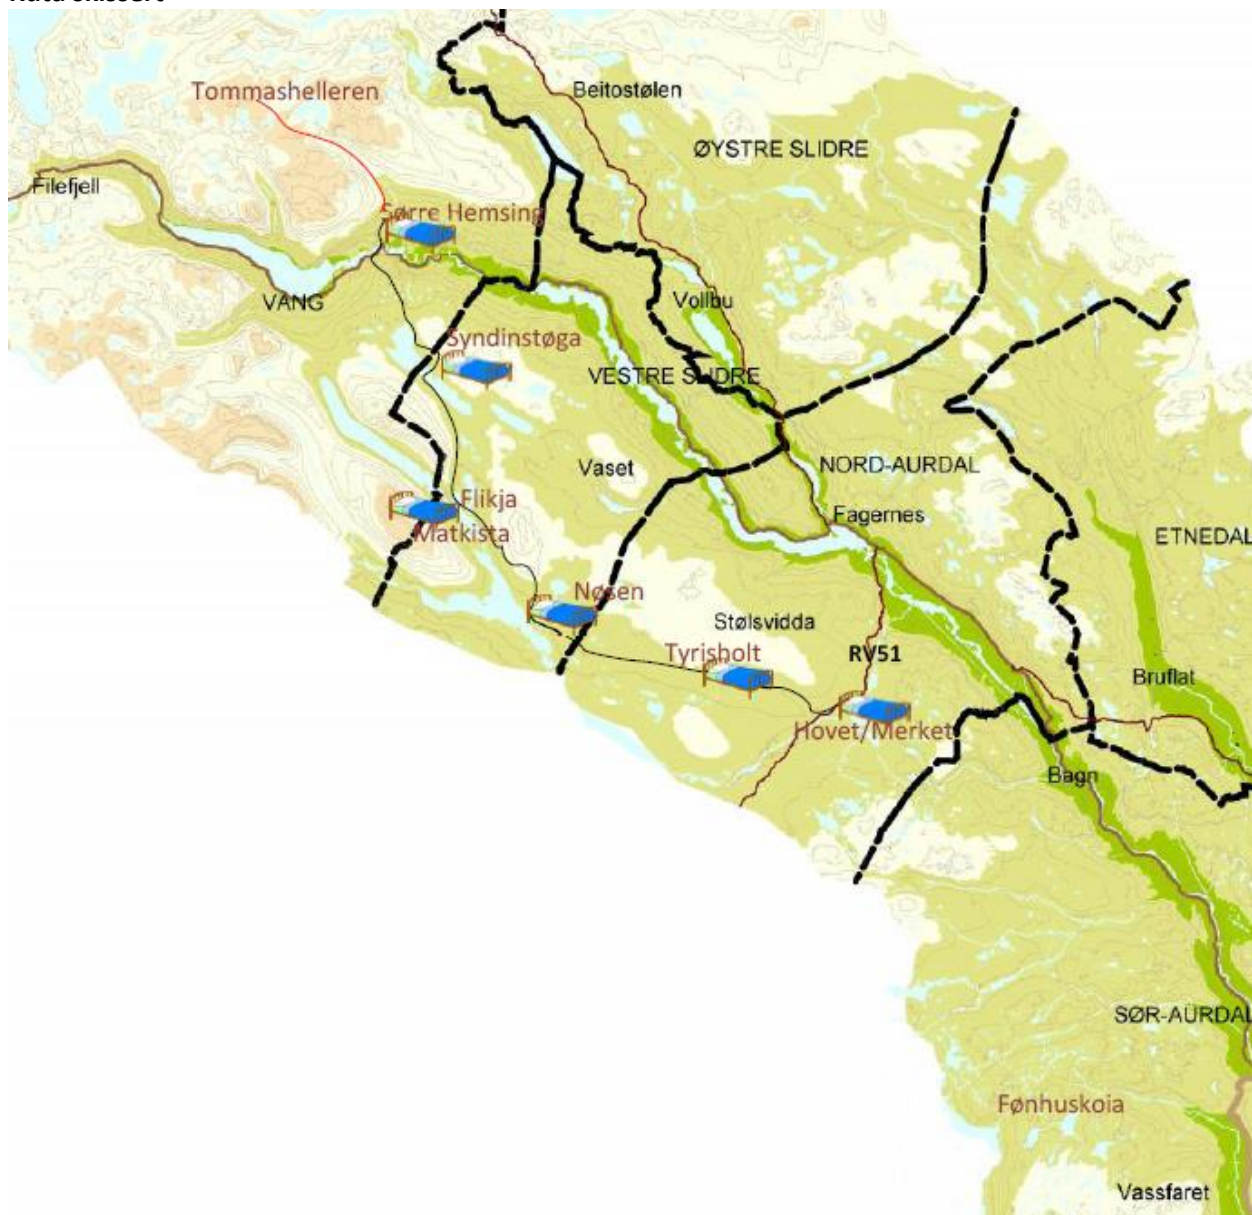 Beitostølen
Tommashelleren
ØYSTRE SLIDRE
Filefjell
Sørre Hemsing
VANG
Vollbu
Syndinstøga
VESTRE SLIDRE
Vaset
NORD-AURDAL
Flikja
Matkista
Fagernes
ETNEDAL
Nøsen
Stølsvidda
Tyrisholt
RV51
Bruflat
Hovet/Merket
Bagn
SØR-AURDAL
Fønhuskoia
Vassfaret